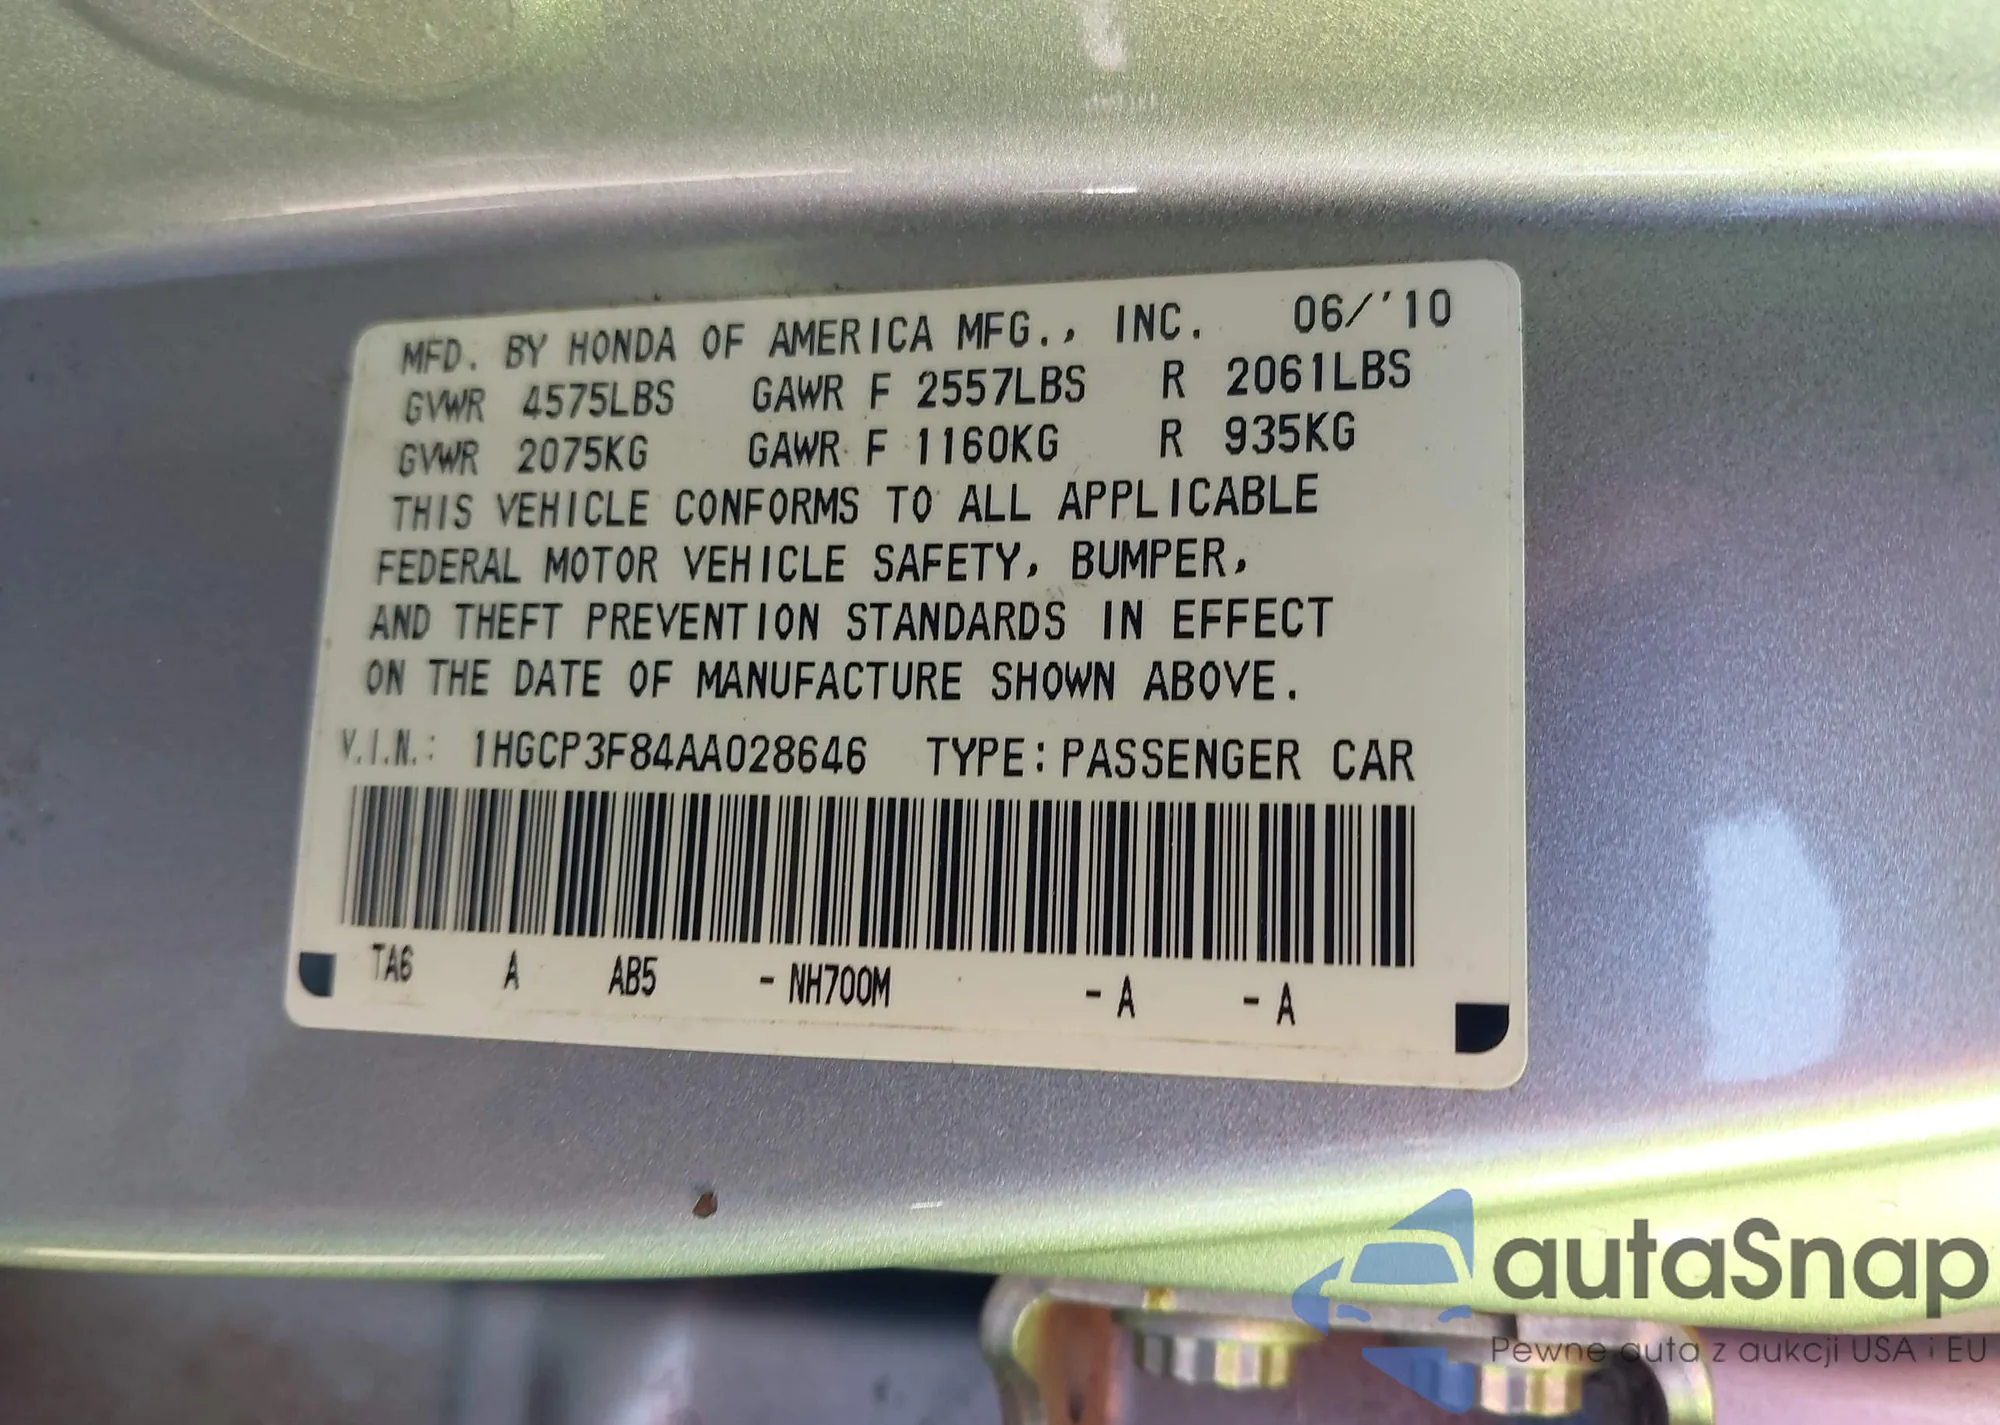 MFD. BY HONDA OF AMERICA MFG., INC. 06/'10
GVWR 4575LBS GAWR F 2557LBS R 2061LBS
GVWR 2075KG GAWR F 1160KG R 935KG
THIS VEHICLE CONFORMS TO ALL APPLICABLE
FEDERAL MOTOR VEHICLE SAFETY, BUMPER,
AND THEFT PREVENTION STANDARDS IN EFFECT
ON THE DATE OF MANUFACTURE SHOWN ABOVE.
V.I.N.: 1HGCP3F84AA028646 TYPE: PASSENGER CAR
TA6 A AB5 - NH700M - A - A
autaSnap
Pewne auta z aukcji USA i EU